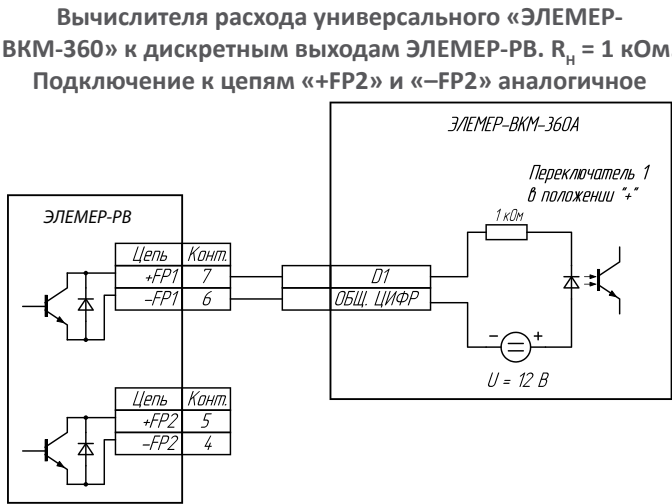 Вычислителя расхода универсального «ЭЛЕМЕР-
ВКМ-360» к дискретным выходам ЭЛЕМЕР-РВ. Rн = 1 кОм
Подключение к цепям «+FP2» и «–FP2» аналогичное
ЭЛЕМЕР-ВКМ-360А
Переключатель 1
в положении "+"
1 кОм
ЭЛЕМЕР-РВ
Цепь Конт.
+FP1 7
–FP1 6
D1
ОБЩ. ЦИФР
– +
U = 12 В
Цепь Конт.
+FP2 5
–FP2 4